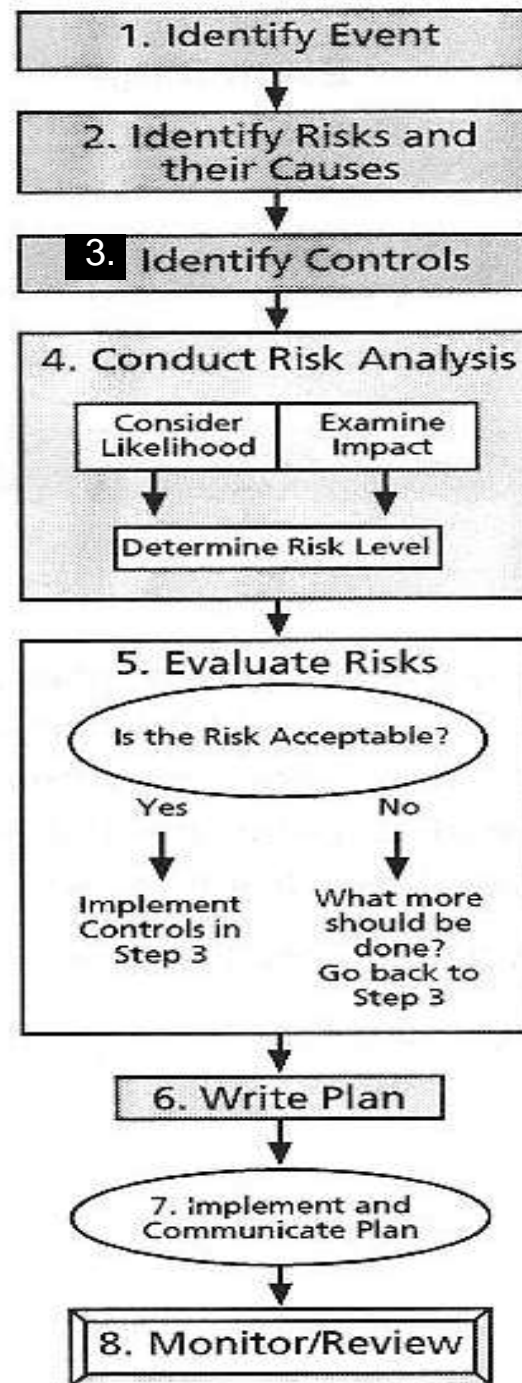 1. Identify Event
2. Identify Risks and
their Causes
3. Identify Controls
4. Conduct Risk Analysis
Consider
Likelihood
Examine
Impact
Determine Risk Level
5. Evaluate Risks
Is the Risk Acceptable?
Yes
No
Implement
Controls in
Step 3
What more
should be
done?
Go back to
Step 3
6. Write Plan
7. Implement and
Communicate Plan
8. Monitor/Review